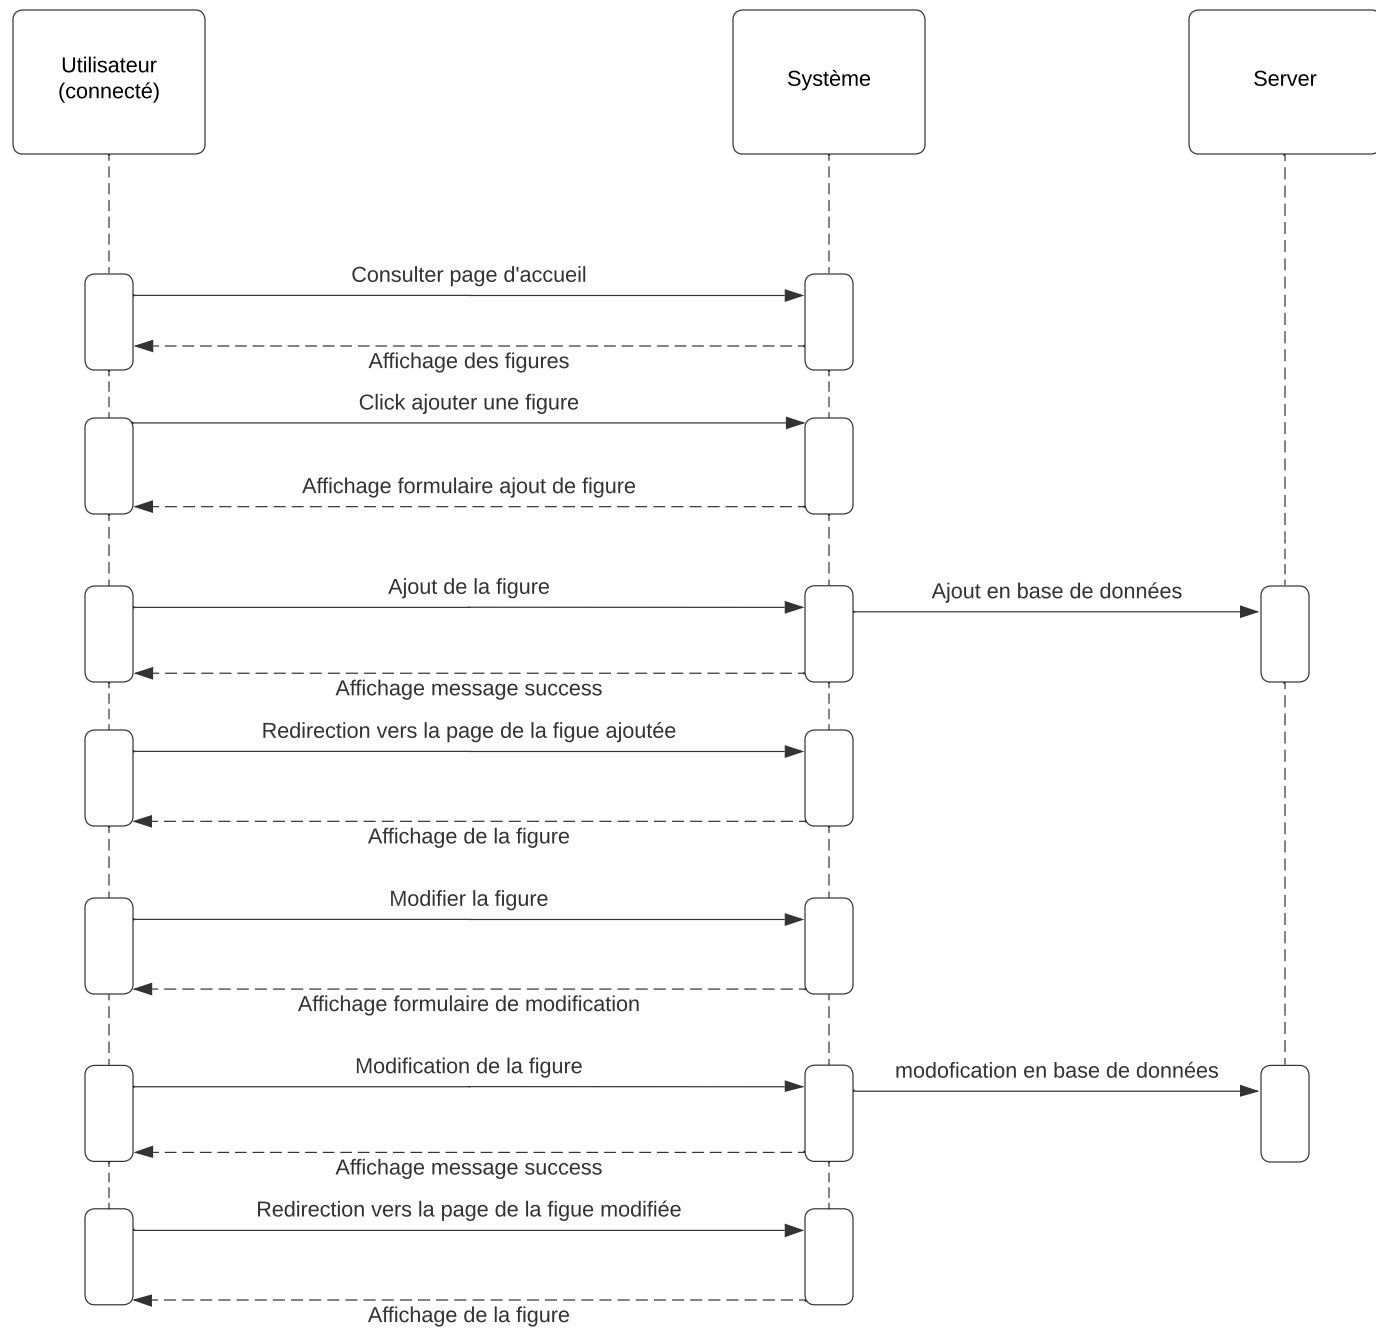 Utilisateur
(connecté)
Système
Server
Consulter page d'accueil
Affichage des figures
Click ajouter une figure
Affichage formulaire ajout de figure
Ajout de la figure
Ajout en base de données
Affichage message success
Redirection vers la page de la figue ajoutée
Affichage de la figure
Modifier la figure
Affichage formulaire de modification
Modification de la figure
modofication en base de données
Affichage message success
Redirection vers la page de la figue modifiée
Affichage de la figure